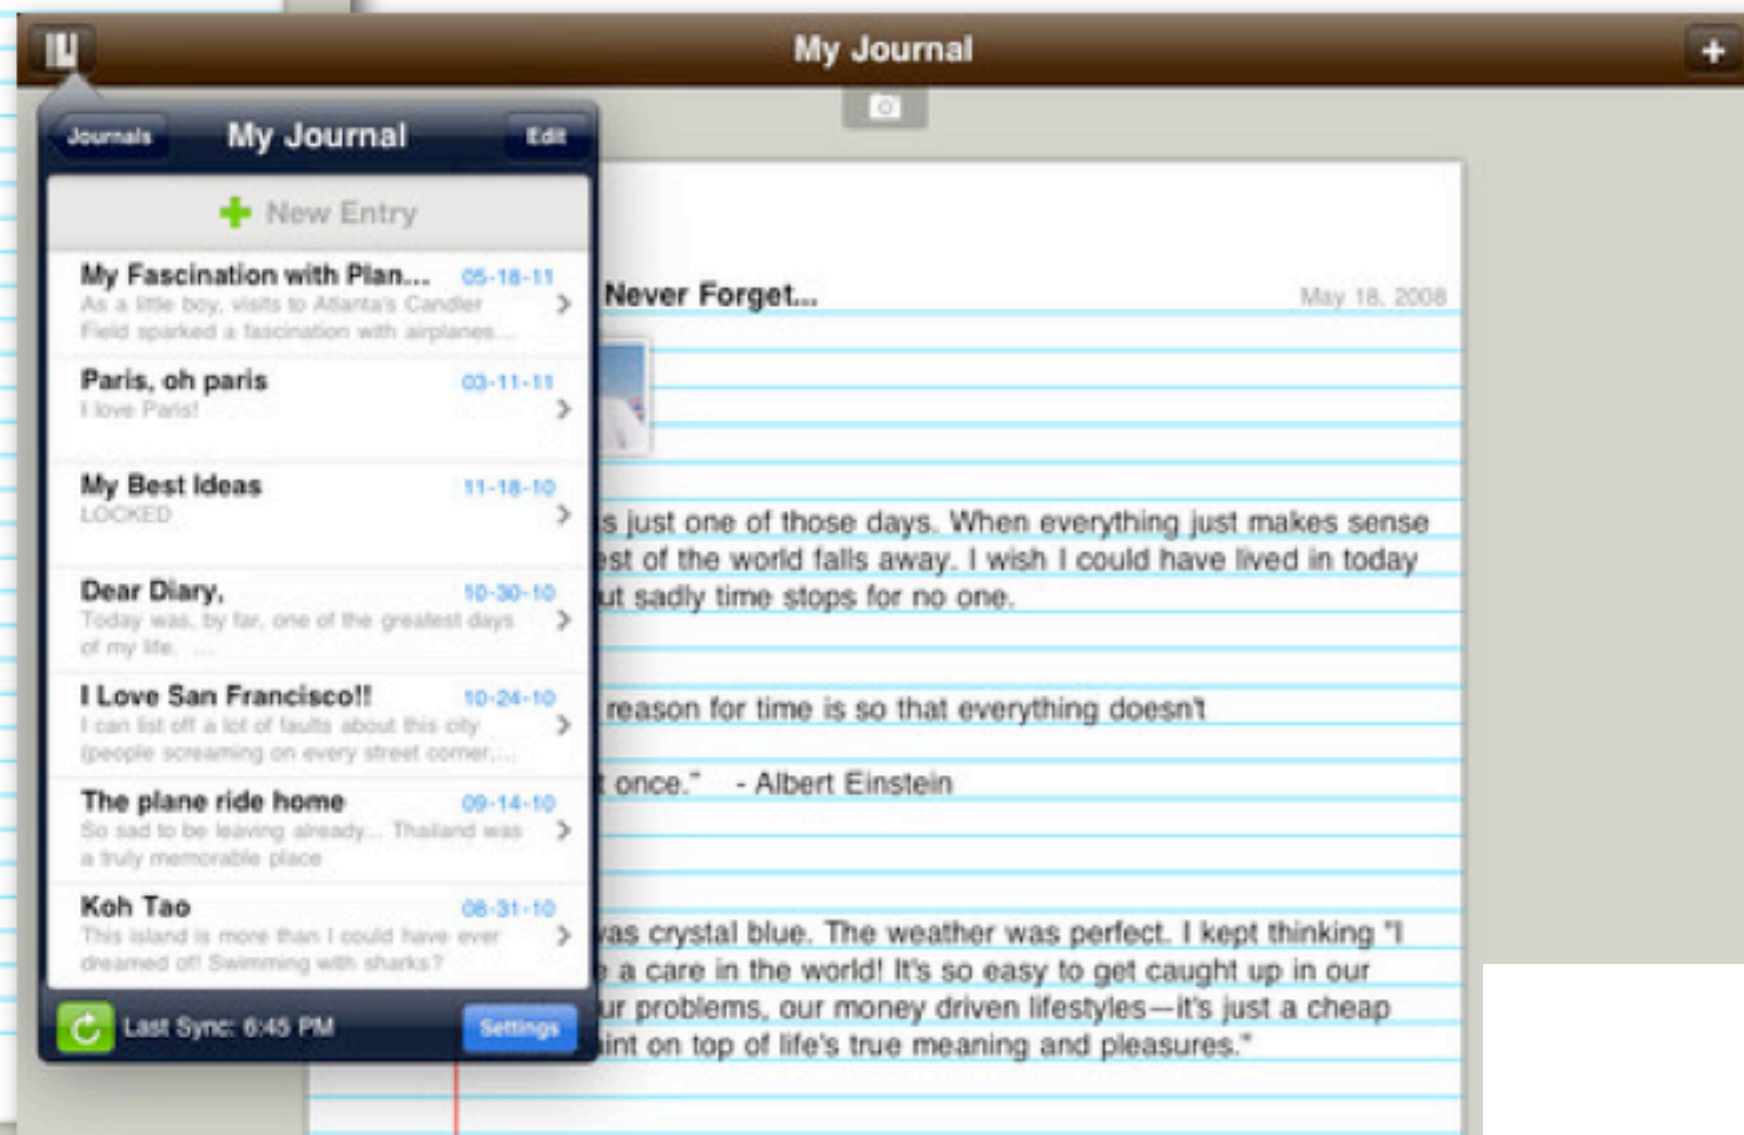 My Journal
+
Journals
My Journal
Edit
New Entry
My Fascination with Plan... 05-18-11
As a little boy, visits to Atlanta's Candler
Field sparked a fascination with airplanes...
Paris, oh paris 03-11-11
I love Paris!
My Best Ideas 11-18-10
LOCKED
Dear Diary, 10-30-10
Today was, by far, one of the greatest days
of my life. ...
I Love San Francisco!! 10-24-10
I can list off a lot of faults about this city
(people screaming on every street corner,...
The plane ride home 09-14-10
So sad to be leaving already... Thailand was
a truly memorable place
Koh Tao 08-31-10
This island is more than I could have ever
dreamed of! Swimming with sharks?
Last Sync: 6:45 PM
Settings
Never Forget...
May 18, 2008
s just one of those days. When everything just makes sense
est of the world falls away. I wish I could have lived in today
ut sadly time stops for no one.
reason for time is so that everything doesn't
t once." - Albert Einstein
vas crystal blue. The weather was perfect. I kept thinking "I
e a care in the world! It's so easy to get caught up in our
ur problems, our money driven lifestyles—it's just a cheap
aint on top of life's true meaning and pleasures."